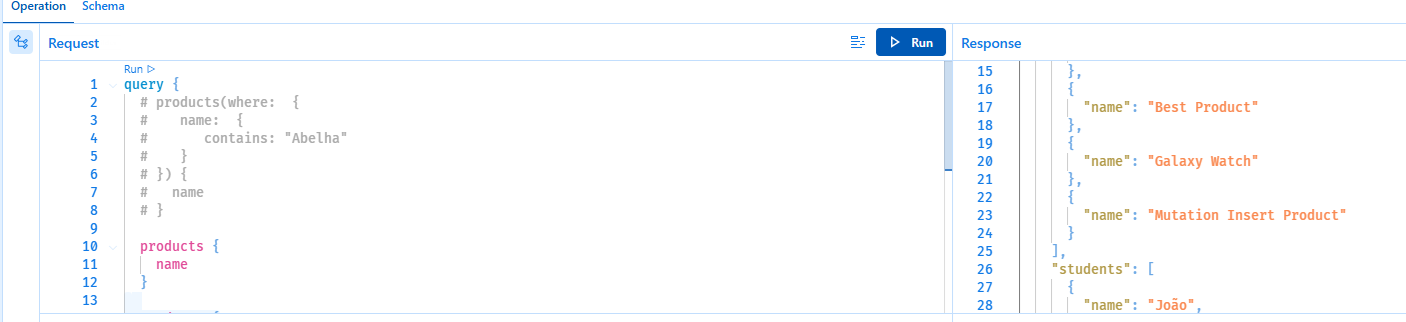 Operation Schema
Request Run Response
Run
1 query {
2 # products(where:  {
3 #    name:  {
4 #       contains: "Abelha"
5 #    }
6 # }) {
7 #   name
8 # }
9
10 products {
11 name
12 }
13
15 },
16 {
17 "name": "Best Product"
18 },
19 {
20 "name": "Galaxy Watch"
21 },
22 {
23 "name": "Mutation Insert Product"
24 }
25 ],
26 "students": [
27 {
28 "name": "João",